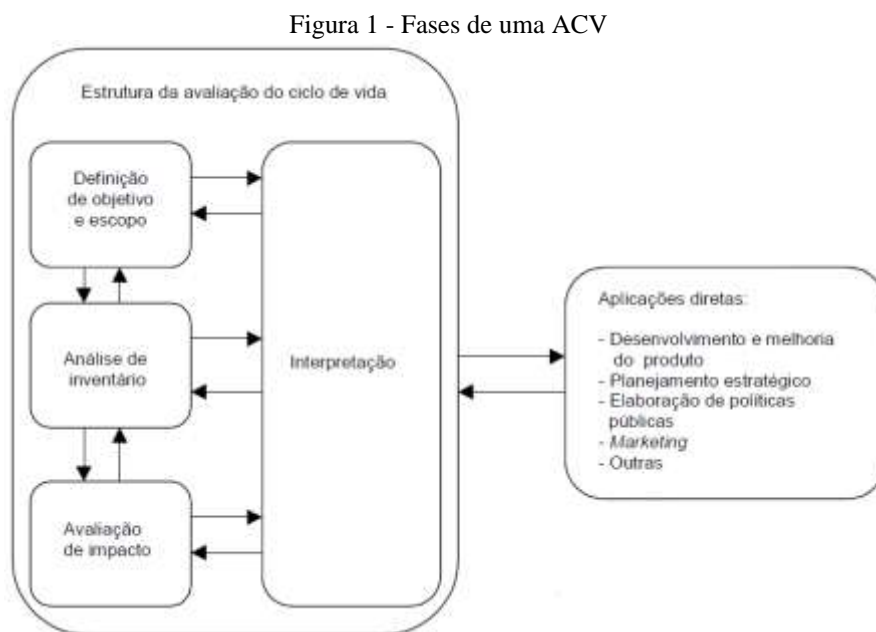 Figura 1 - Fases de uma ACV
Estrutura da avaliação do ciclo de vida
Definição
de objetivo
e escopo
Análise de
inventário
Avaliação
de impacto
Interpretação
Aplicações diretas:
- Desenvolvimento e melhoria
do produto
- Planejamento estratégico
- Elaboração de políticas
públicas
- Marketing
- Outras